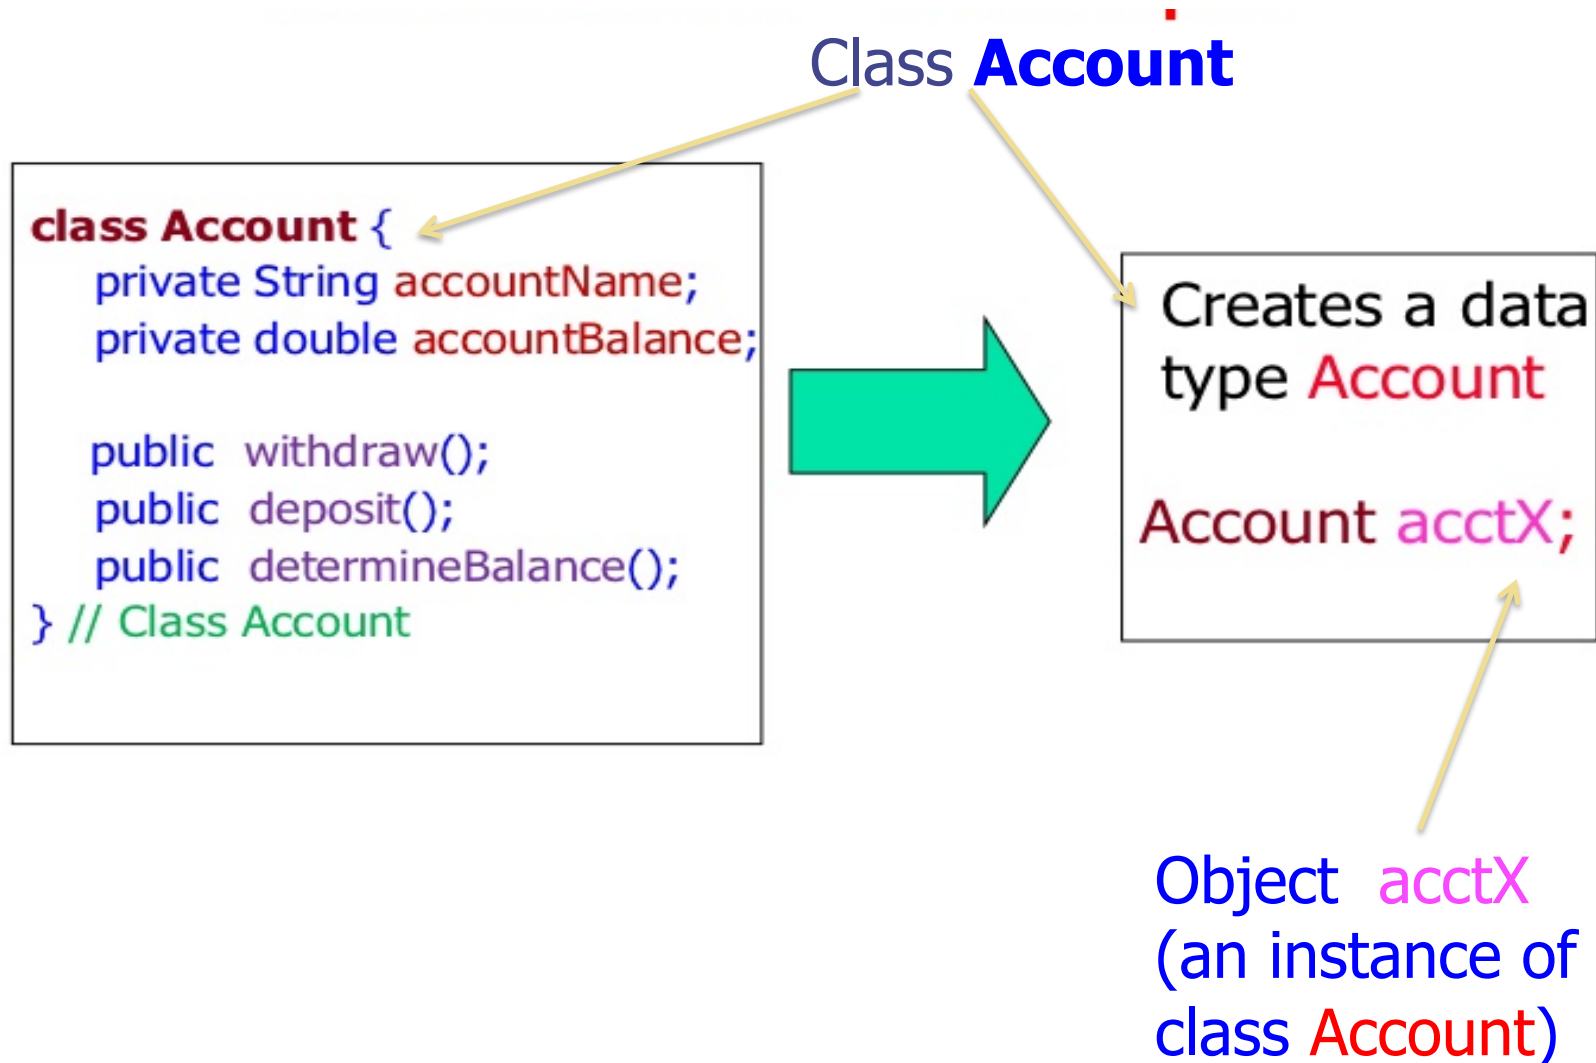 Class Account
class Account {
private String accountName;
private double accountBalance;
public withdraw();
public deposit();
public determineBalance();
} // Class Account
Creates a data
type Account
Account acctX;
Object acctX
(an instance of
class Account)